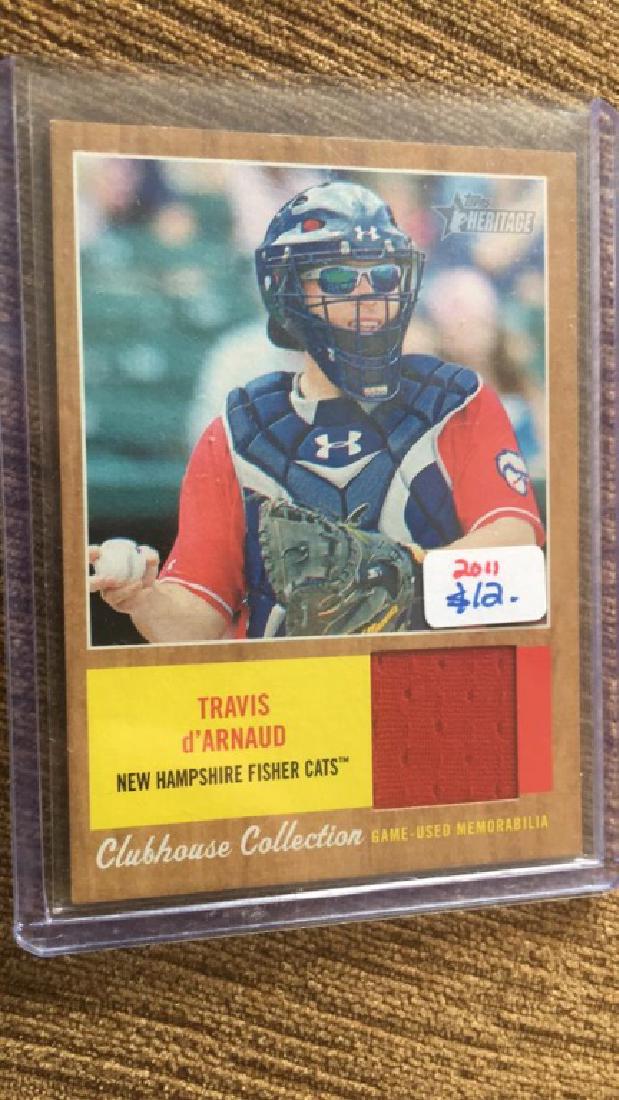 Topps
HERITAGE
2011
$12.
TRAVIS
d'ARNAUD
NEW HAMPSHIRE FISHER CATS™
Clubhouse Collection GAME-USED MEMORABILIA